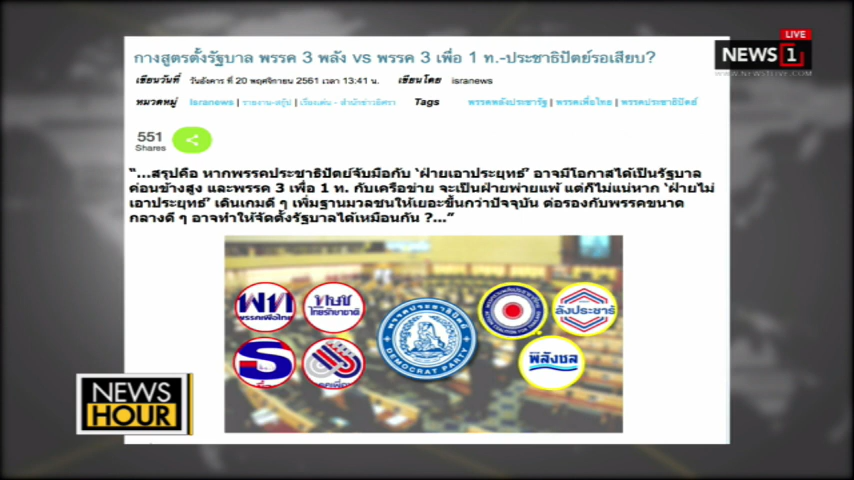 กางสูตรตั้งรัฐบาล พรรค 3 พลัง vs พรรค 3 เพื่อ 1 ท.-ประชาธิปัตย์รอเสียบ?
LIVE
NEWS 1
WWW.NEWS1LIVE.COM
เขียนวันที่ วันอังคาร ที่ 20 พฤศจิกายน 2561 เวลา 13:41 น. เขียนโดย isranews
หมวดหมู่ Isranews | รายงาน-สกู๊ป | เรื่องเด่น - สำนักข่าวอิศรา Tags พรรคพลังประชารัฐ | พรรคเพื่อไทย | พรรคประชาธิปัตย์
551
Shares
“...สรุปคือ หากพรรคประชาธิปัตย์จับมือกับ ‘ฝ่ายเอาประยุทธ์’ อาจมีโอกาสได้เป็นรัฐบาล
ค่อนข้างสูง และพรรค 3 เพื่อ 1 ท. กับเครือข่าย จะเป็นฝ่ายพ่ายแพ้ แต่ก็ไม่แน่หาก ‘ฝ่ายไม่
เอาประยุทธ์’ เดินเกมดี ๆ เพิ่มฐานมวลชนให้เยอะขึ้นกว่าปัจจุบัน ต่อรองกับพรรคขนาด
กลางดี ๆ อาจทำให้จัดตั้งรัฐบาลได้เหมือนกัน ?...”
พท
พรรคเพื่อไทย
ทษช
ไทยรักษาชาติ
พรรคประชาธิปัตย์
DEMOCRAT PARTY
ลังประชารั
พลังชล
NEWS
HOUR